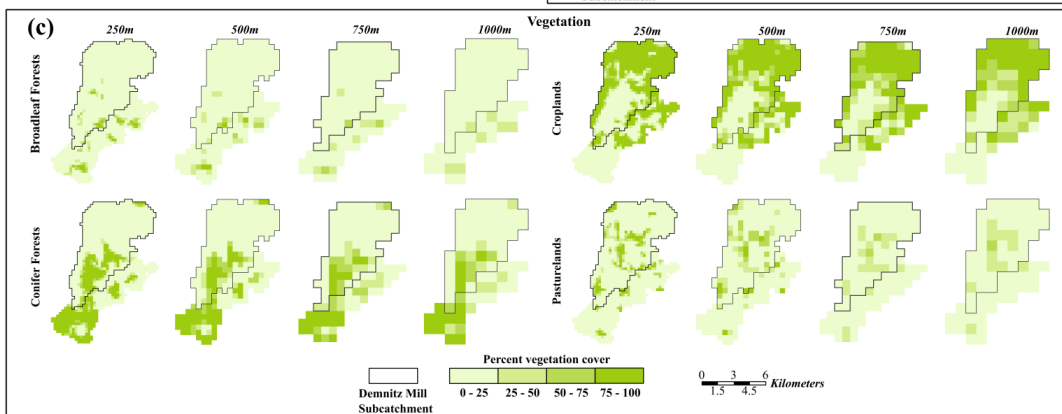 Subcatchment
(c)
Vegetation
250m 500m 750m 1000m 250m 500m 750m 1000m
Broadleaf Forests
Croplands
Conifer Forests
Pasturelands
Percent vegetation cover
Demnitz Mill
Subcatchment
0 - 25 25 - 50 50 - 75 75 - 100
0 3 6
1.5 4.5
Kilometers